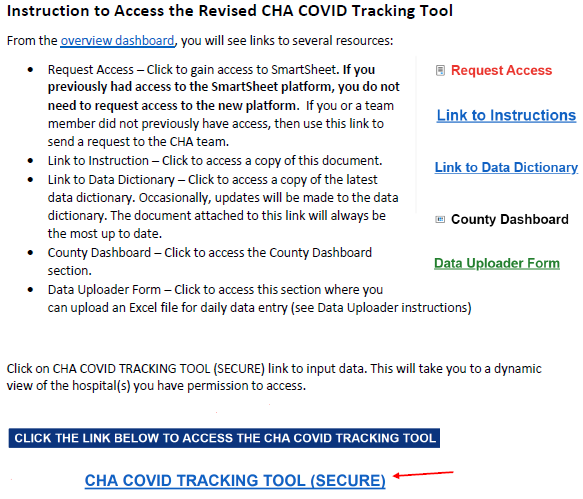 Instruction to Access the Revised CHA COVID Tracking Tool
From the overview dashboard, you will see links to several resources:
• Request Access – Click to gain access to SmartSheet. If you
previously had access to the SmartSheet platform, you do not
need to request access to the new platform. If you or a team
member did not previously have access, then use this link to
send a request to the CHA team.
• Link to Instruction – Click to access a copy of this document.
• Link to Data Dictionary – Click to access a copy of the latest
data dictionary. Occasionally, updates will be made to the data
dictionary. The document attached to this link will always be
the most up to date.
• County Dashboard – Click to access the County Dashboard
section.
• Data Uploader Form – Click to access this section where you
can upload an Excel file for daily data entry (see Data Uploader instructions)
Request Access
Link to Instructions
Link to Data Dictionary
County Dashboard
Data Uploader Form
Click on CHA COVID TRACKING TOOL (SECURE) link to input data. This will take you to a dynamic
view of the hospital(s) you have permission to access.
CLICK THE LINK BELOW TO ACCESS THE CHA COVID TRACKING TOOL
CHA COVID TRACKING TOOL (SECURE)